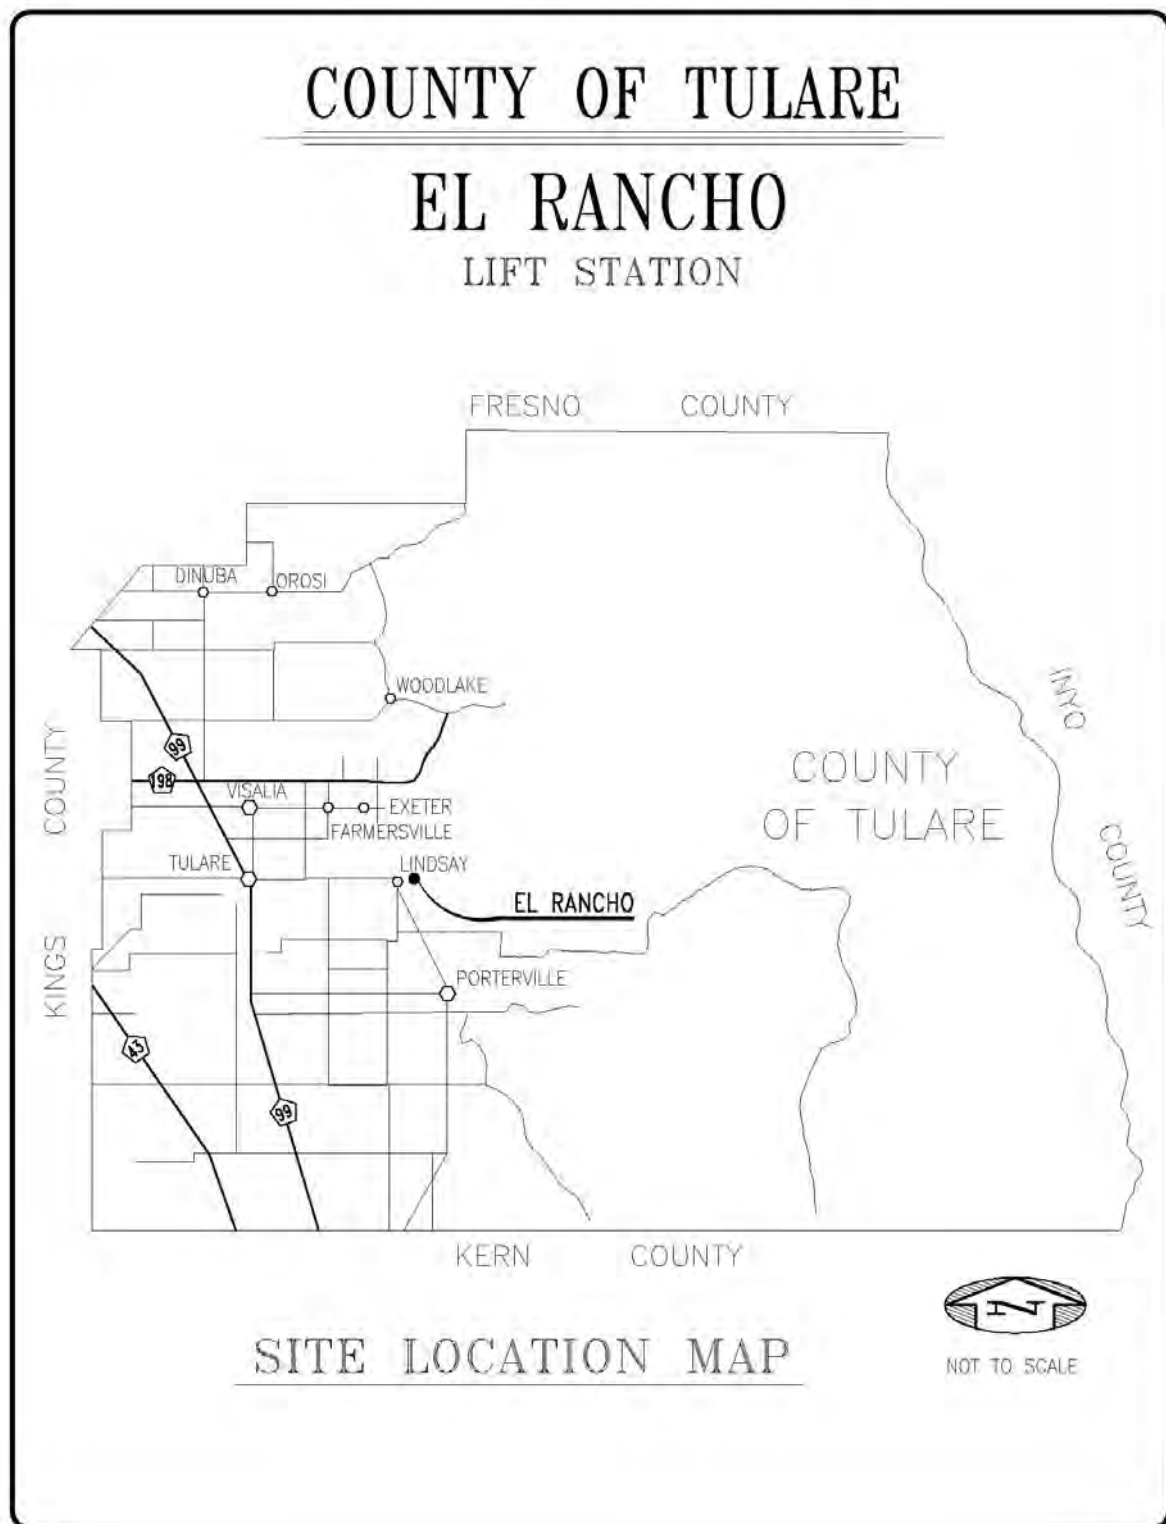 COUNTY OF TULARE
EL RANCHO
LIFT STATION
FRESNO COUNTY
DINUBA
OROSI
WOODLAKE
INYO COUNTY
KINGS COUNTY
99
198
VISALIA
EXETER
FARMERSVILLE
COUNTY
OF TULARE
TULARE
LINDSAY
EL RANCHO
PORTERVILLE
43
99
KERN COUNTY
N
NOT TO SCALE
SITE LOCATION MAP